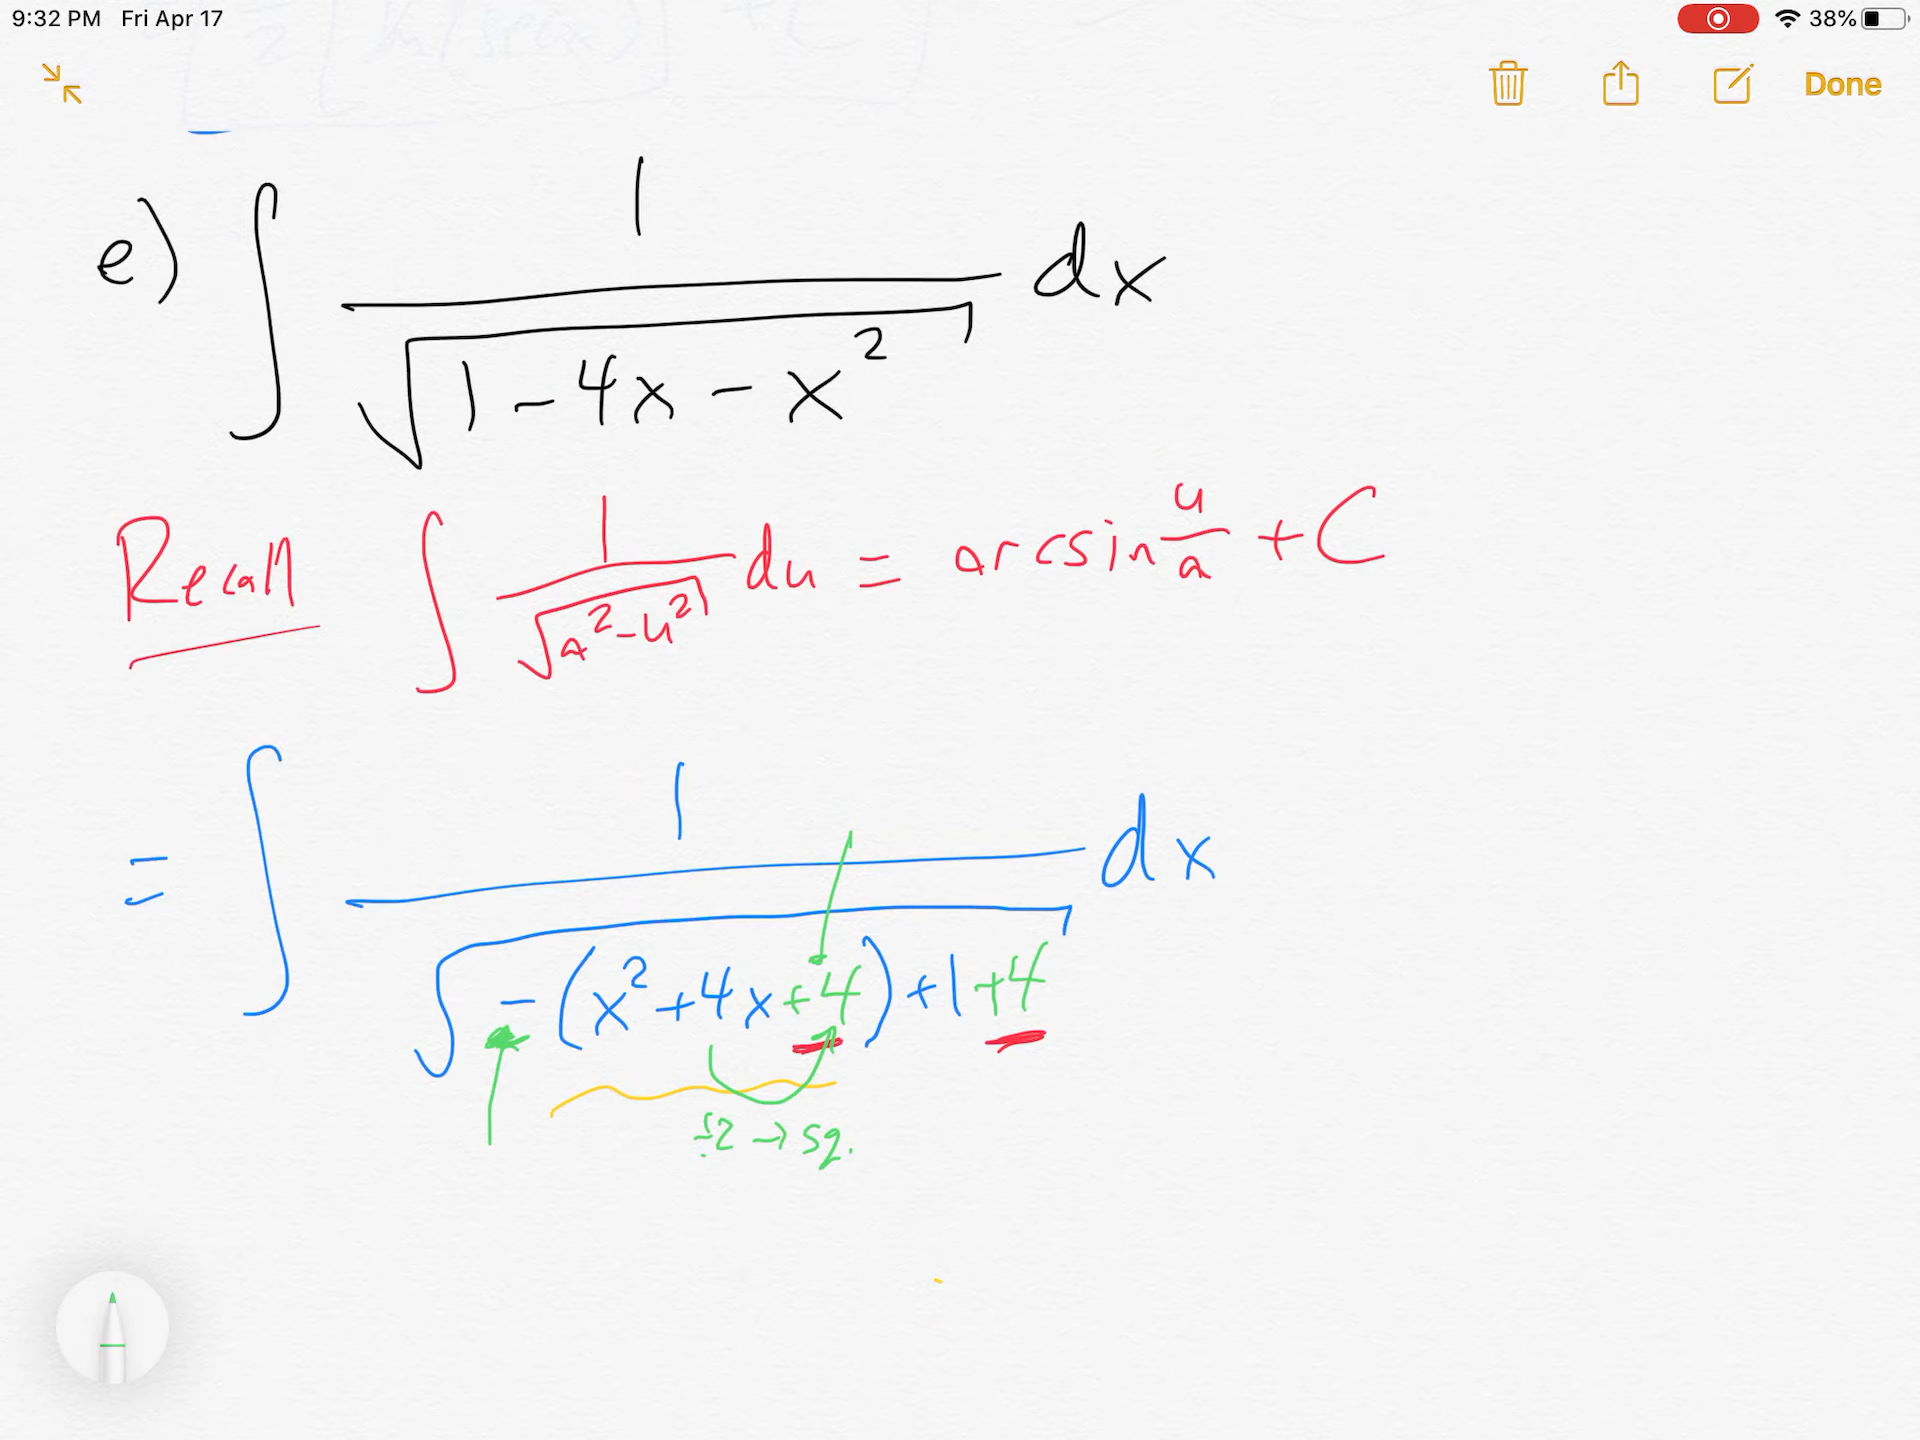 9:32 PM Fri Apr 17 38%
Done
e) ∫ 1/√(1 - 4x - x²) dx
Recall ∫ 1/√(a² - u²) du = arcsin u/a + C
= ∫ 1/√(-(x² + 4x + 4) + 1 + 4) dx
÷2 → sq.